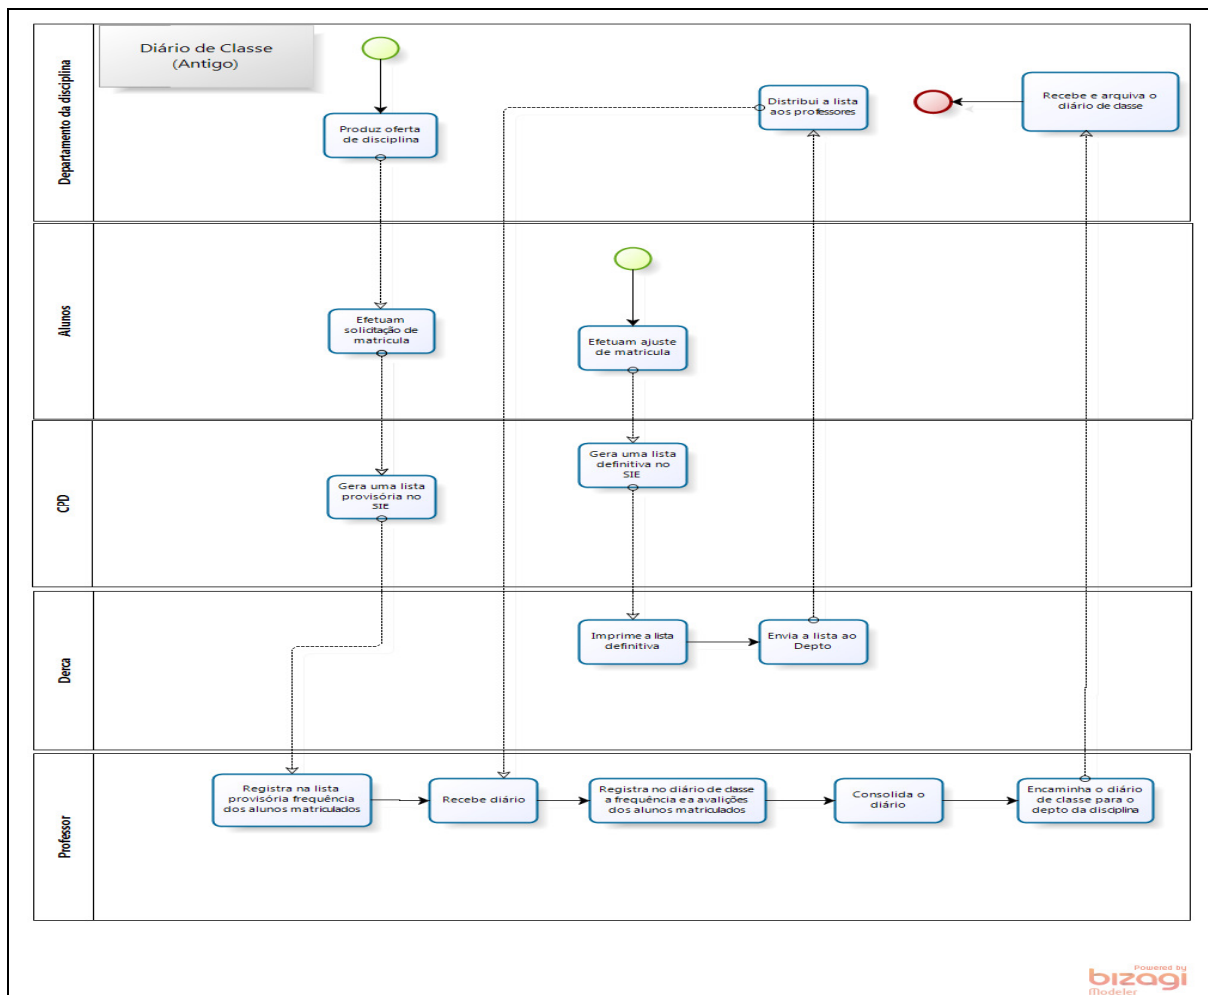 Diário de Classe
(Antigo)
Departamento da disciplina
Produz oferta
de disciplina
Distribui a lista
aos professores
Recebe e arquiva o
diário de classe
Alunos
Efetuam
solicitação de
matricula
Efetuam ajuste
de matricula
CPD
Gera uma lista
provisória no
SIE
Gera uma lista
definitiva no
SIE
Derca
Imprime a lista
definitiva
Envia a lista ao
Depto
Professor
Registra na lista
provisória frequência
dos alunos matriculados
Recebe diário
Registra no diário de classe
a frequência e a avalições
dos alunos matriculados
Consolida o
diário
Encaminha o diário
de classe para o
depto da disciplina
Powered by
bizagi
Modeler